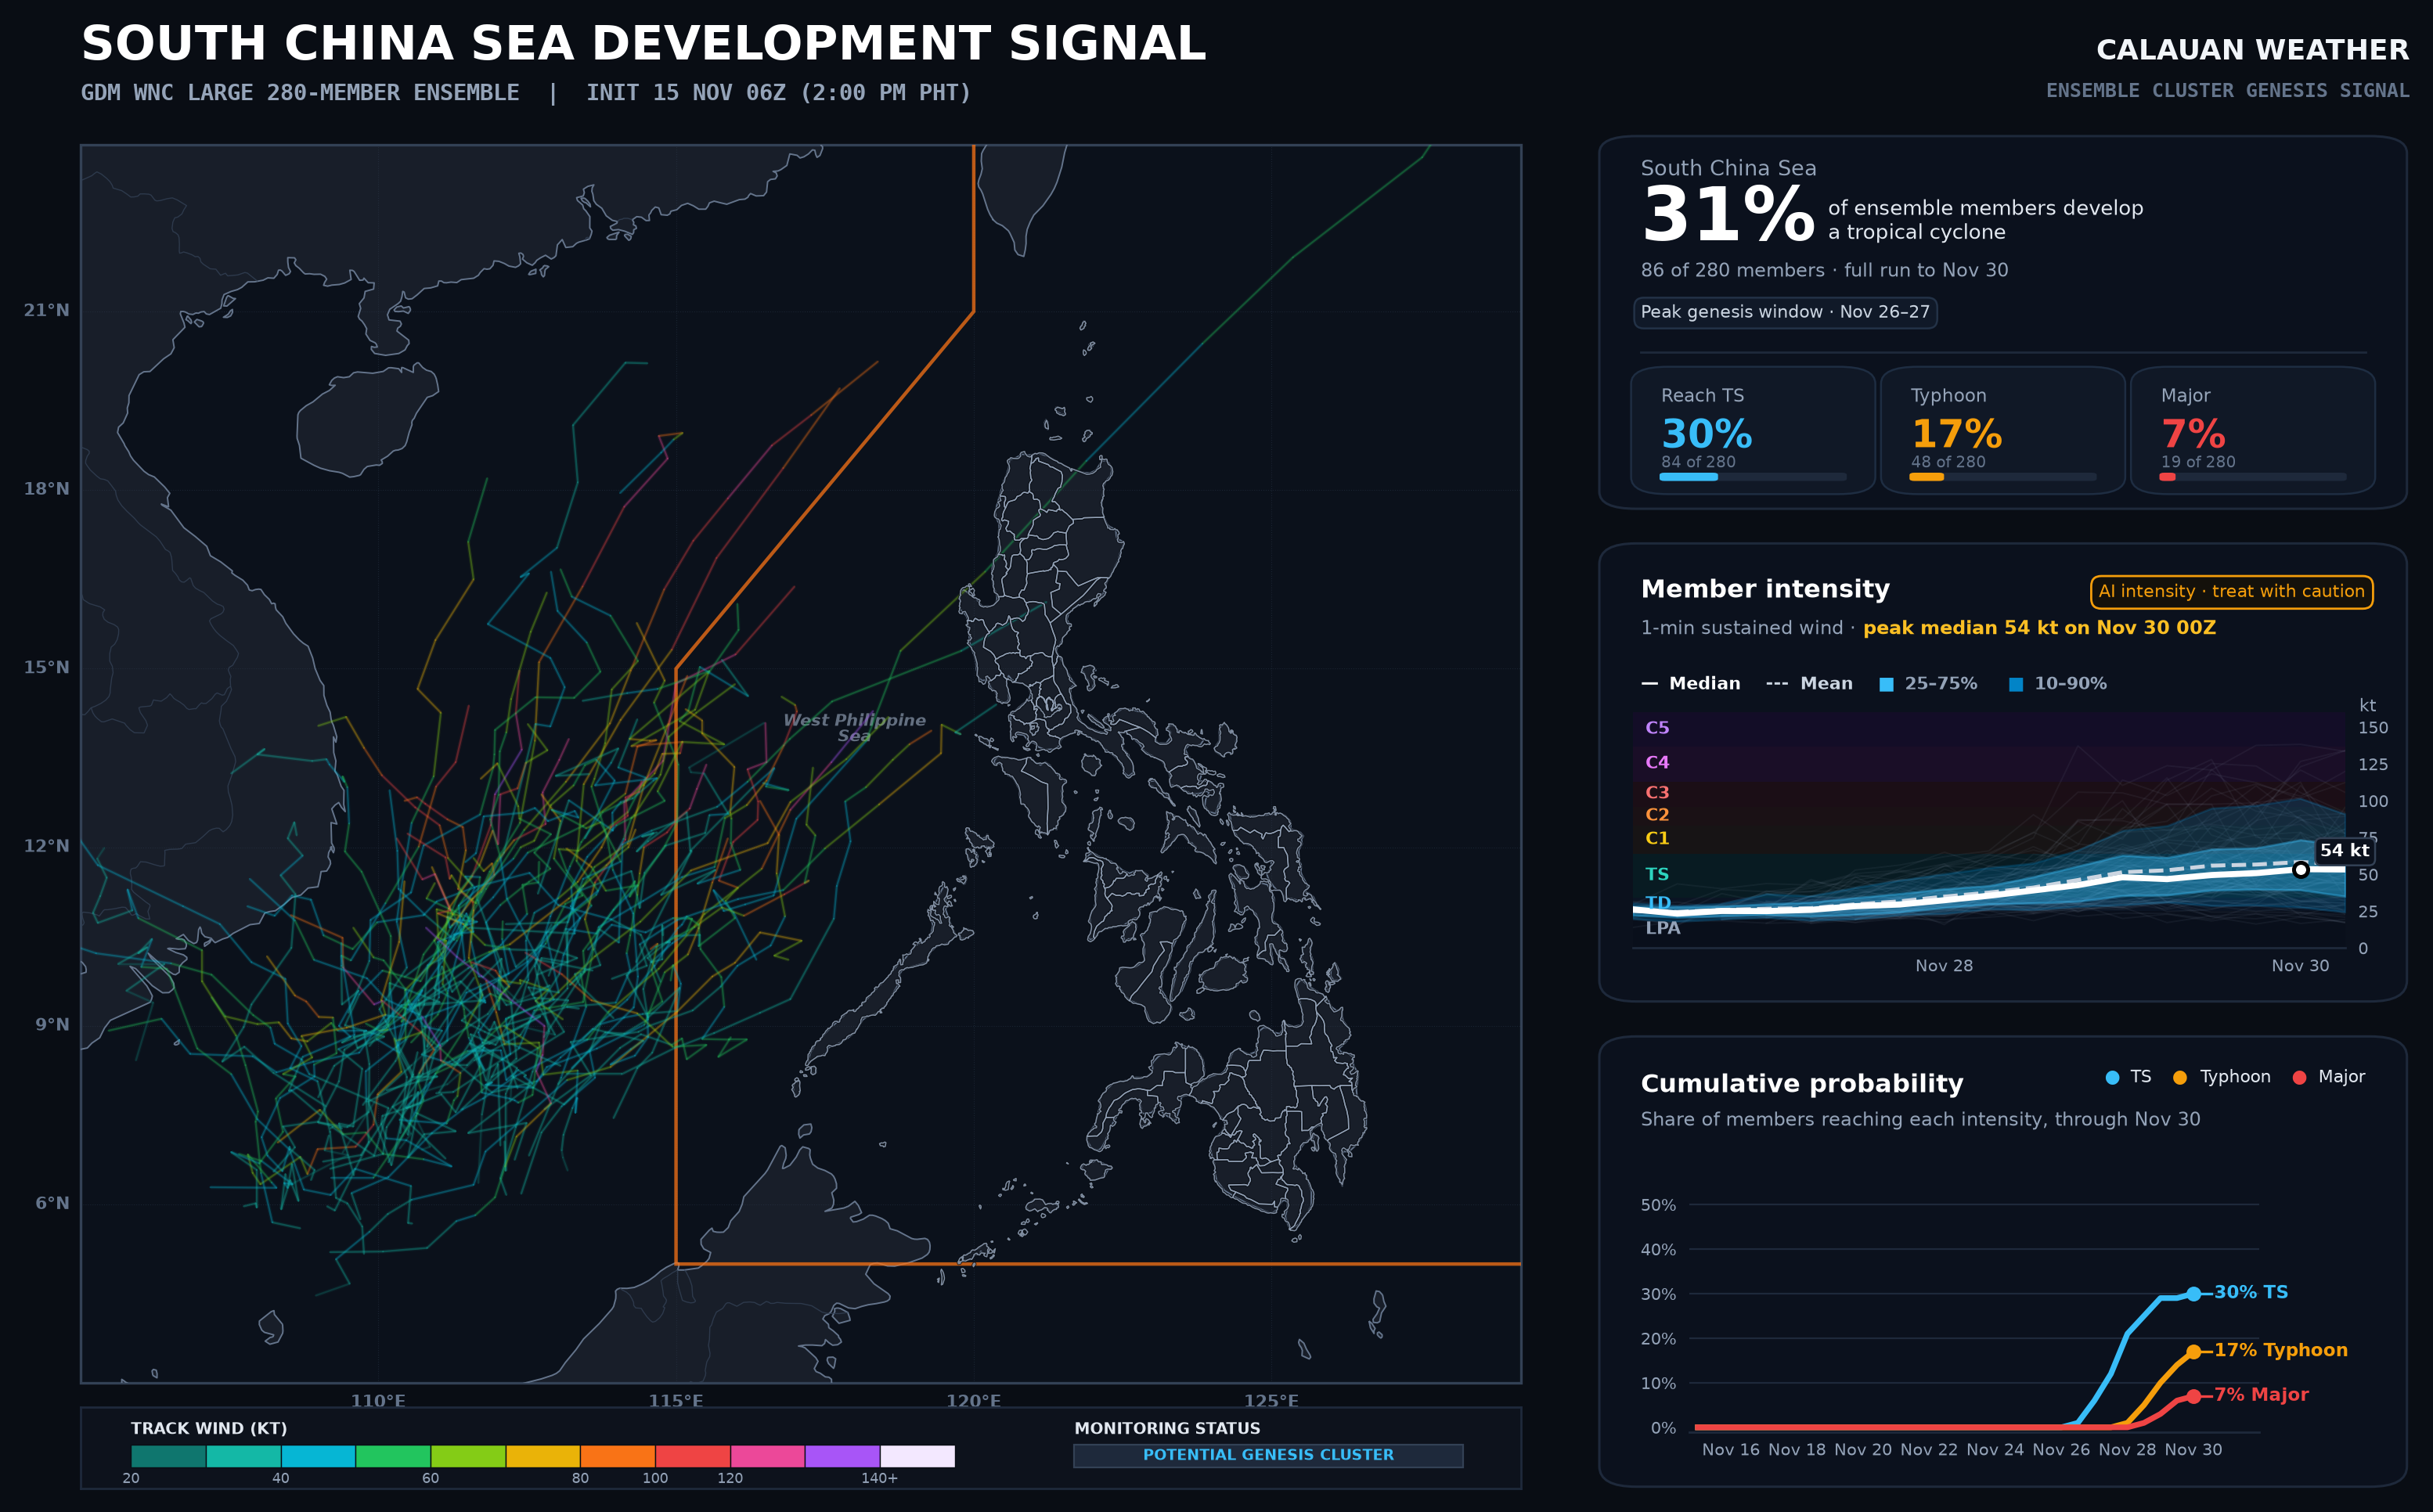 SOUTH CHINA SEA DEVELOPMENT SIGNAL
GDM WNC LARGE 280-MEMBER ENSEMBLE | INIT 15 NOV 06Z (2:00 PM PHT)
CALAUAN WEATHER
ENSEMBLE CLUSTER GENESIS SIGNAL
21°N
18°N
15°N
12°N
9°N
6°N
110°E
115°E
120°E
125°E
West Philippine
Sea
TRACK WIND (KT)
20
40
60
80
100
120
140+
MONITORING STATUS
POTENTIAL GENESIS CLUSTER
South China Sea
31%
of ensemble members develop
a tropical cyclone
86 of 280 members · full run to Nov 30
Peak genesis window · Nov 26–27
Reach TS
30%
84 of 280
Typhoon
17%
48 of 280
Major
7%
19 of 280
Member intensity
AI intensity · treat with caution
1-min sustained wind · peak median 54 kt on Nov 30 00Z
Median
Mean
25–75%
10–90%
kt
C5
C4
C3
C2
C1
TS
TD
LPA
150
125
100
75
54 kt
50
25
0
Nov 28
Nov 30
Cumulative probability
TS
Typhoon
Major
Share of members reaching each intensity, through Nov 30
50%
40%
30%
20%
10%
0%
30% TS
17% Typhoon
7% Major
Nov 16
Nov 18
Nov 20
Nov 22
Nov 24
Nov 26
Nov 28
Nov 30